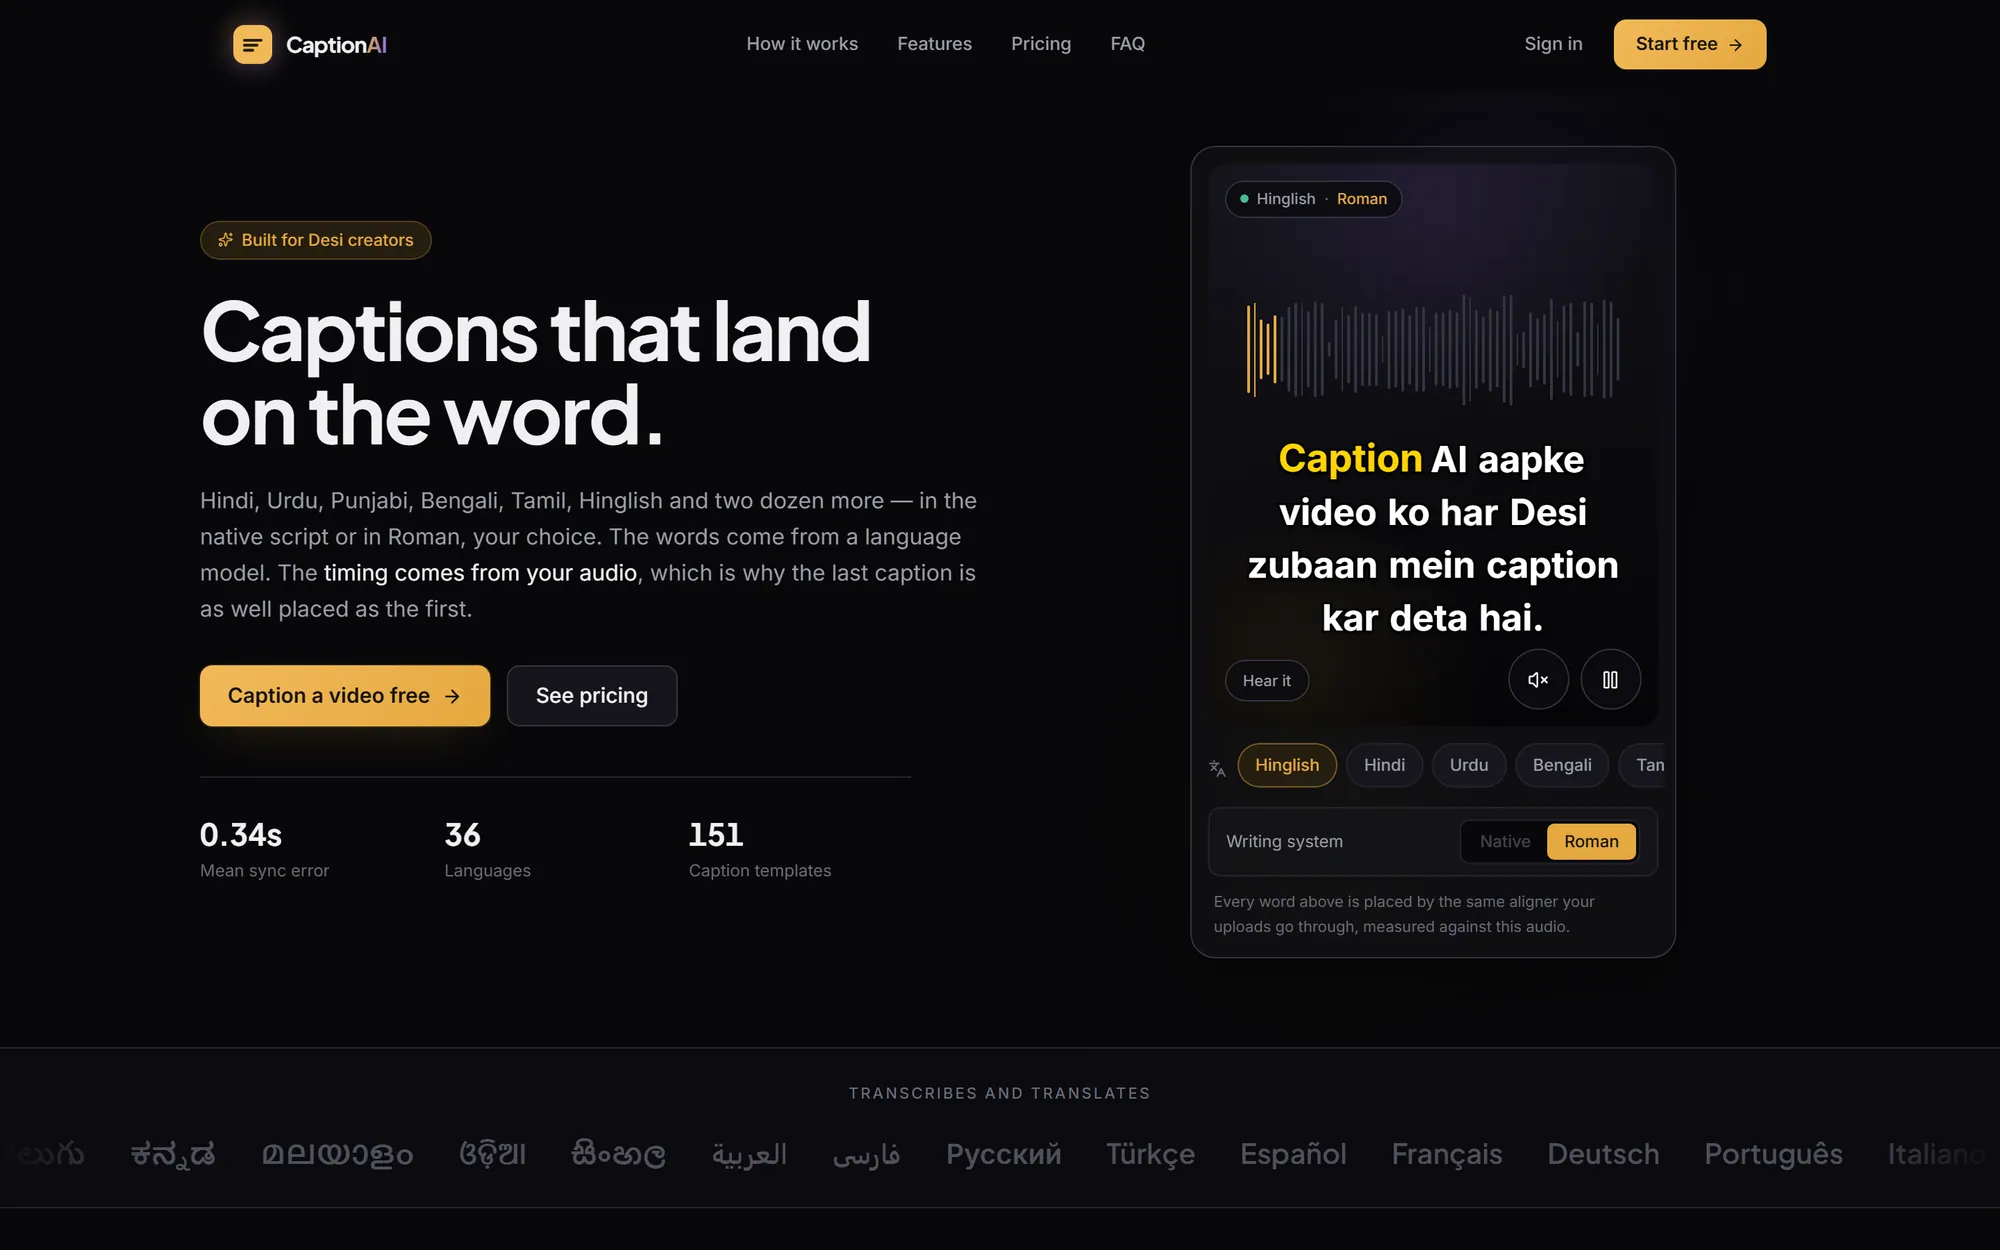 CaptionAI
How it works
Features
Pricing
FAQ
Sign in
Start free
Built for Desi creators
Captions that land
on the word.
Hindi, Urdu, Punjabi, Bengali, Tamil, Hinglish and two dozen more — in the
native script or in Roman, your choice. The words come from a language
model. The timing comes from your audio, which is why the last caption is
as well placed as the first.
Caption a video free
See pricing
0.34s
Mean sync error
36
Languages
151
Caption templates
Hinglish · Roman
Caption AI aapke
video ko har Desi
zubaan mein caption
kar deta hai.
Hear it
Hinglish
Hindi
Urdu
Bengali
Writing system
Native
Roman
Every word above is placed by the same aligner your
uploads go through, measured against this audio.
TRANSCRIBES AND TRANSLATES
ಕನ್ನಡ
മലയാളം
ଓଡ଼ିଆ
සිංහල
العربية
فارسی
Русский
Türkçe
Español
Français
Deutsch
Português
Italiano